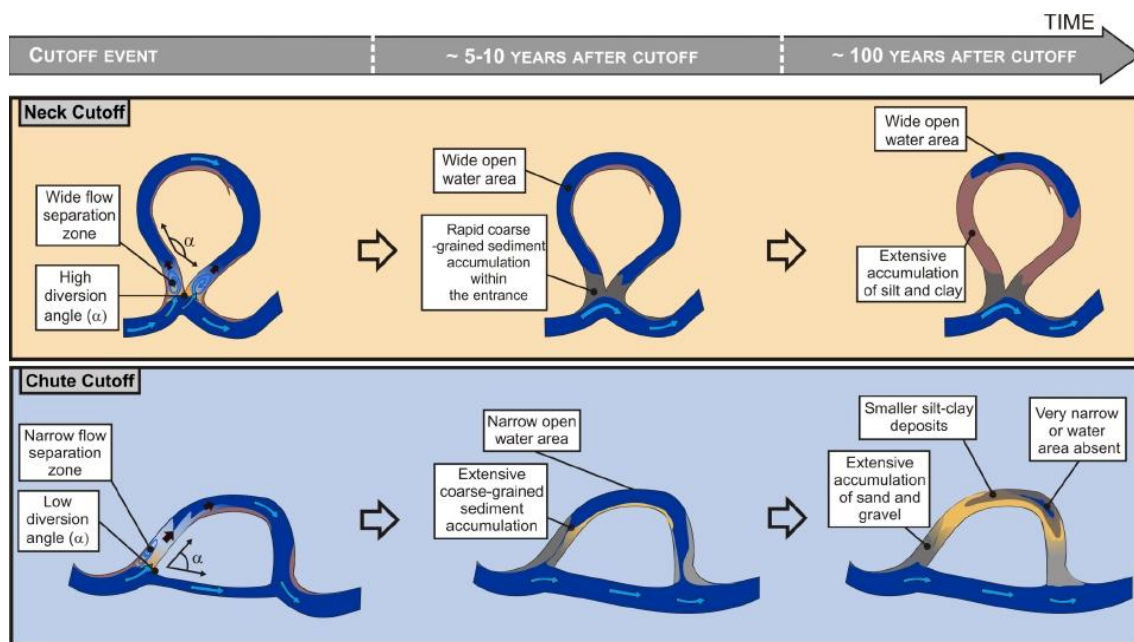 TIME
CUTOFF EVENT
~ 5-10 YEARS AFTER CUTOFF
~ 100 YEARS AFTER CUTOFF
Neck Cutoff
Wide flow
separation
zone
High
diversion
angle (α)
α
Wide open
water area
Rapid coarse
-grained sediment
accumulation
within
the entrance
Wide open
water area
Extensive
accumulation
of silt and clay
Chute Cutoff
Narrow flow
separation
zone
Low
diversion
angle (α)
α
Narrow open
water area
Extensive
coarse-grained
sediment
accumulation
Smaller silt-clay
deposits
Extensive
accumulation
of sand and
gravel
Very narrow
or water
area absent